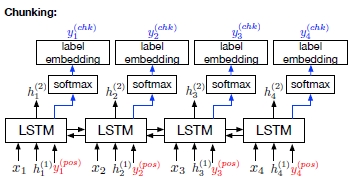 Chunking:
y₁^(chk) y₂^(chk) y₃^(chk) y₄^(chk)
label embedding label embedding label embedding label embedding
h₁^(2) softmax h₂^(2) softmax h₃^(2) softmax h₄^(2) softmax
LSTM LSTM LSTM LSTM
x₁ h₁^(1) y₁^(pos) x₂ h₂^(1) y₂^(pos) x₃ h₃^(1) y₃^(pos) x₄ h₄^(1) y₄^(pos)